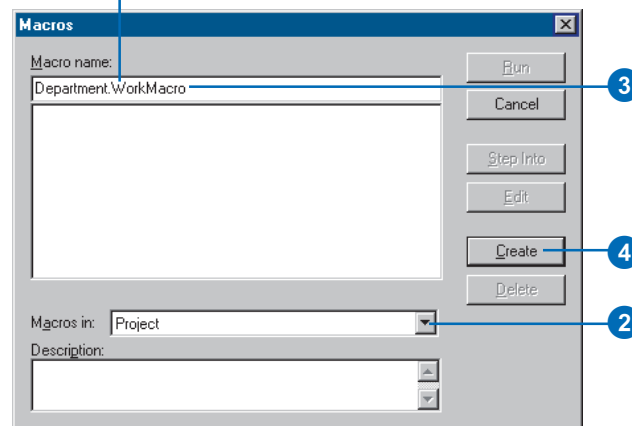 Macros
Macro name:
Run
Department.WorkMacro
3
Cancel
Step Into
Edit
Create
4
Delete
Macros in:
Project
2
Description: